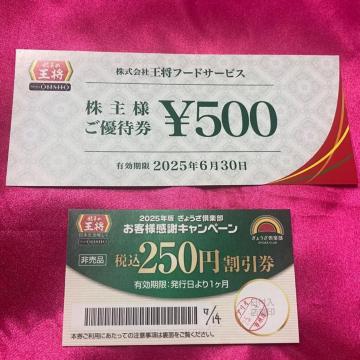 餃子の
王将
OHSHO
株式会社 王将フードサービス
株主様
ご優待券
¥500
有効期限 2025年6月30日
餃子の
王将
OHSHO
2025年版 ぎょうざ倶楽部
お客様感謝キャンペーン
ぎょうざ倶楽部
非売品
税込250円割引券
有効期限:発行日より1ヶ月
7/14
本券ご利用にあたっての注意事項は裏面をご覧ください。